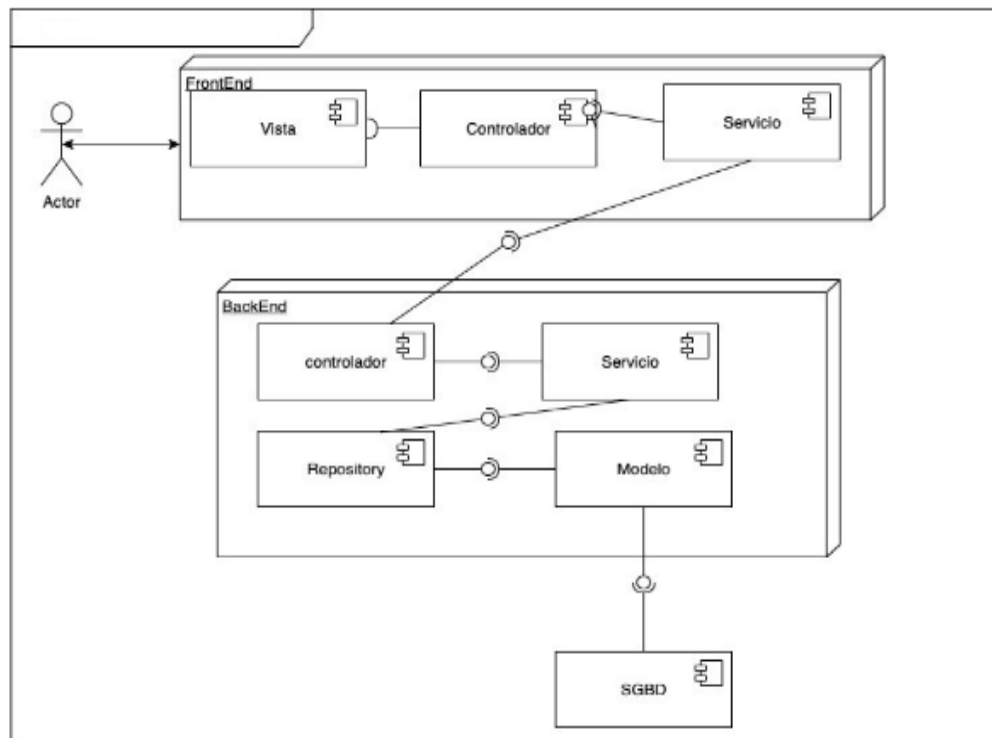 FrontEnd
Vista
Controlador
Servicio
Actor
BackEnd
controlador
Servicio
Repository
Modelo
SGBD